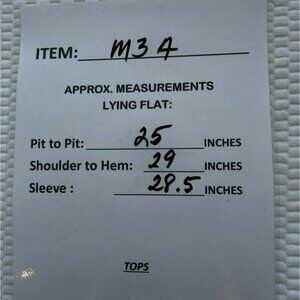 ITEM: M3 A
APPROX. MEASUREMENTS
LYING FLAT:
Pit to Pit: 25 INCHES
Shoulder to Hem: 29 INCHES
Sleeve : 28.5 INCHES
TOPS